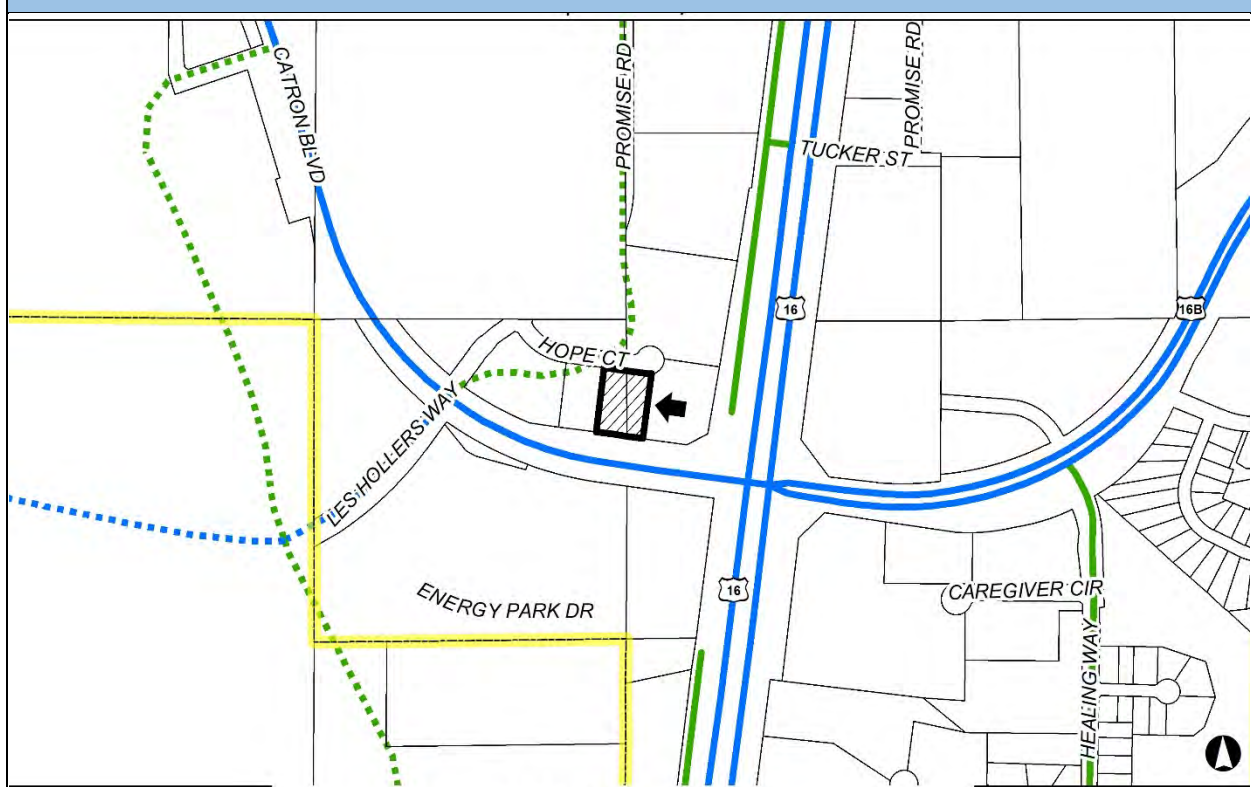 CATRON BLVD
PROMISE RD
PROMISE RD
TUCKER ST
16
16B
HOPE CT
LES HOLLERS WAY
16
ENERGY PARK DR
CAREGIVER CIR
HEALING WAY